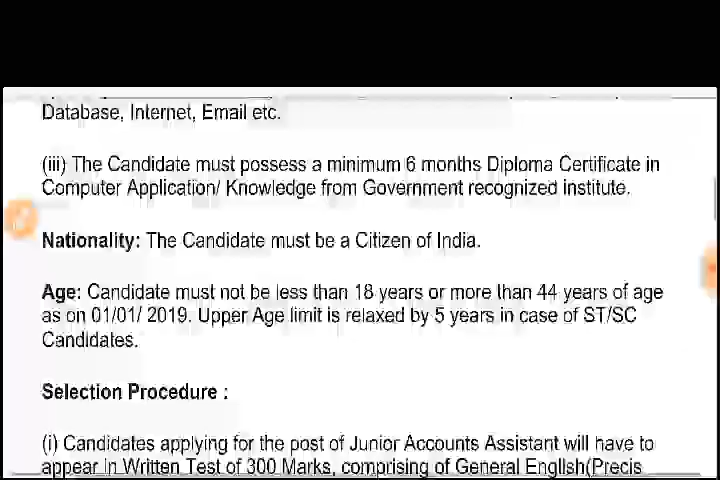 Database, Internet, Email etc.
(iii) The Candidate must possess a minimum 6 months Diploma Certificate in
Computer Application/ Knowledge from Government recognized institute.
Nationality: The Candidate must be a Citizen of India.
Age: Candidate must not be less than 18 years or more than 44 years of age
as on 01/01/ 2019. Upper Age limit is relaxed by 5 years in case of ST/SC
Candidates.
Selection Procedure :
(i) Candidates applying for the post of Junior Accounts Assistant will have to
appear in Written Test of 300 Marks, comprising of General English(Precis